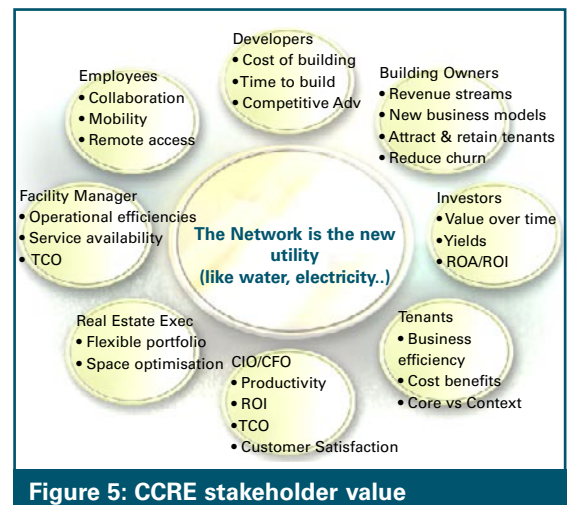 Developers
• Cost of building
•Time to build
• Competitive Adv
Employees
• Collaboration
• Mobility
• Remote access
Building Owners
• Revenue streams
• New business models
• Attract & retain tenants
• Reduce churn
Facility Manager
• Operational efficiencies
• Service availability
• TCO
The Network is the new
utility
(like water, electricity..)
Investors
•Value over time
•Yields
• ROA/ROI
Real Estate Exec
• Flexible portfolio
• Space optimisation
CIO/CFO
• Productivity
• ROI
•TCO
• Customer Satisfaction
Tenants
• Business
efficiency
• Cost benefits
• Core vs Context
Figure 5: CCRE stakeholder value